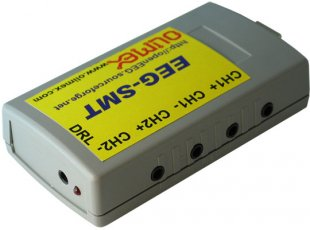 http://openEEG.sourceforge.net
OLIMEX
www.olimex.com
EEG-SMT
DRL CH2- CH2+ CH1- CH1+